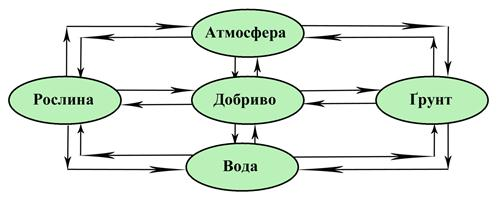 Атмосфера
Рослина
Добриво
Ґрунт
Вода